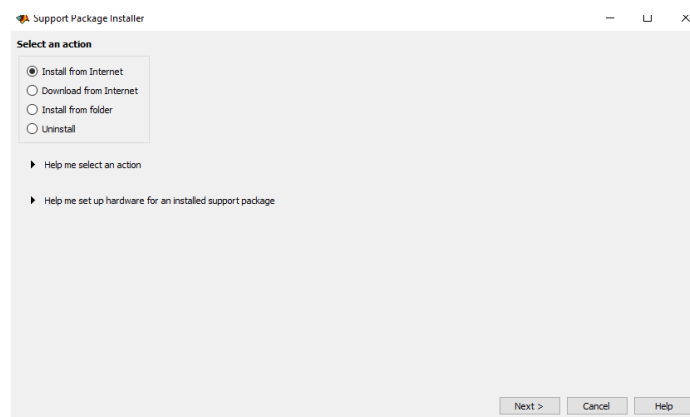 Support Package Installer
Select an action
Install from Internet
Download from Internet
Install from folder
Uninstall
Help me select an action
Help me set up hardware for an installed support package
Next > Cancel Help